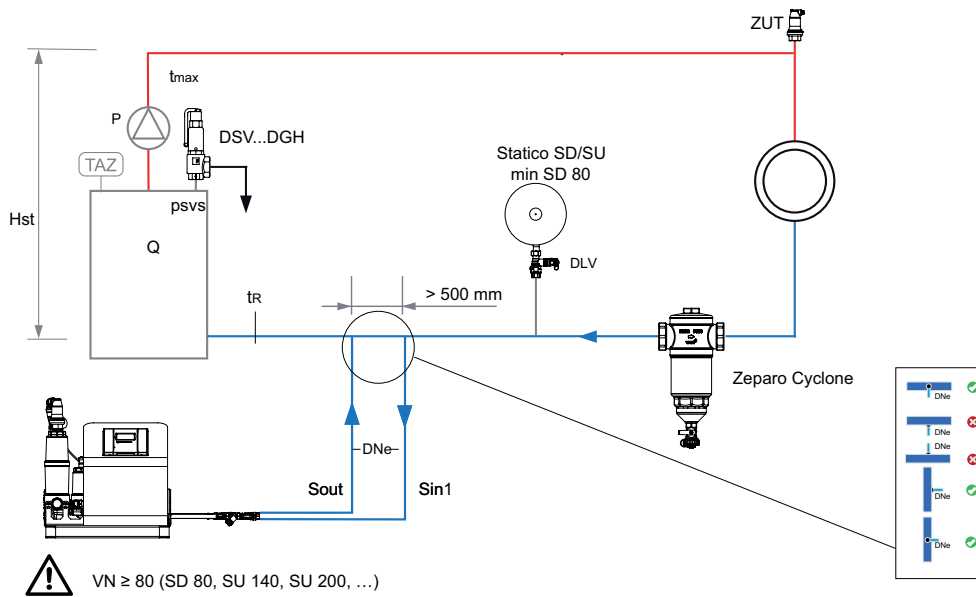 ZUT
tmax
P
DSV...DGH
TAZ
Statico SD/SU
min SD 80
psvs
Hst
Q
DLV
> 500 mm
tR
Zeparo Cyclone
DNe
DNe
DNe
DNe
DNe
DNe
Sout
Sin1
VN ≥ 80 (SD 80, SU 140, SU 200, …)